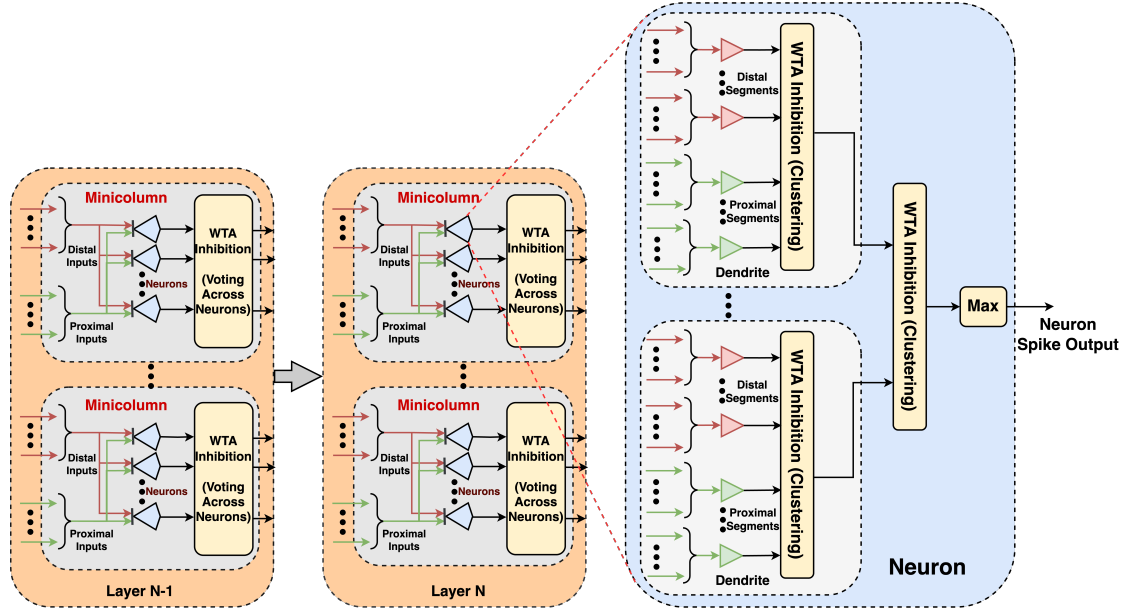 Minicolumn
Distal
Inputs
Neurons
Proximal
Inputs
WTA
Inhibition
(Voting
Across
Neurons)
Minicolumn
Distal
Inputs
Neurons
Proximal
Inputs
WTA
Inhibition
(Voting
Across
Neurons)
Layer N-1
Minicolumn
Distal
Inputs
Neurons
Proximal
Inputs
WTA
Inhibition
(Voting
Across
Neurons)
Minicolumn
Distal
Inputs
Neurons
Proximal
Inputs
WTA
Inhibition
(Voting
Across
Neurons)
Layer N
Distal
Segments
Proximal
Segments
Dendrite
WTA Inhibition (Clustering)
Distal
Segments
Proximal
Segments
Dendrite
WTA Inhibition (Clustering)
WTA Inhibition (Clustering)
Max
Neuron
Spike Output
Neuron